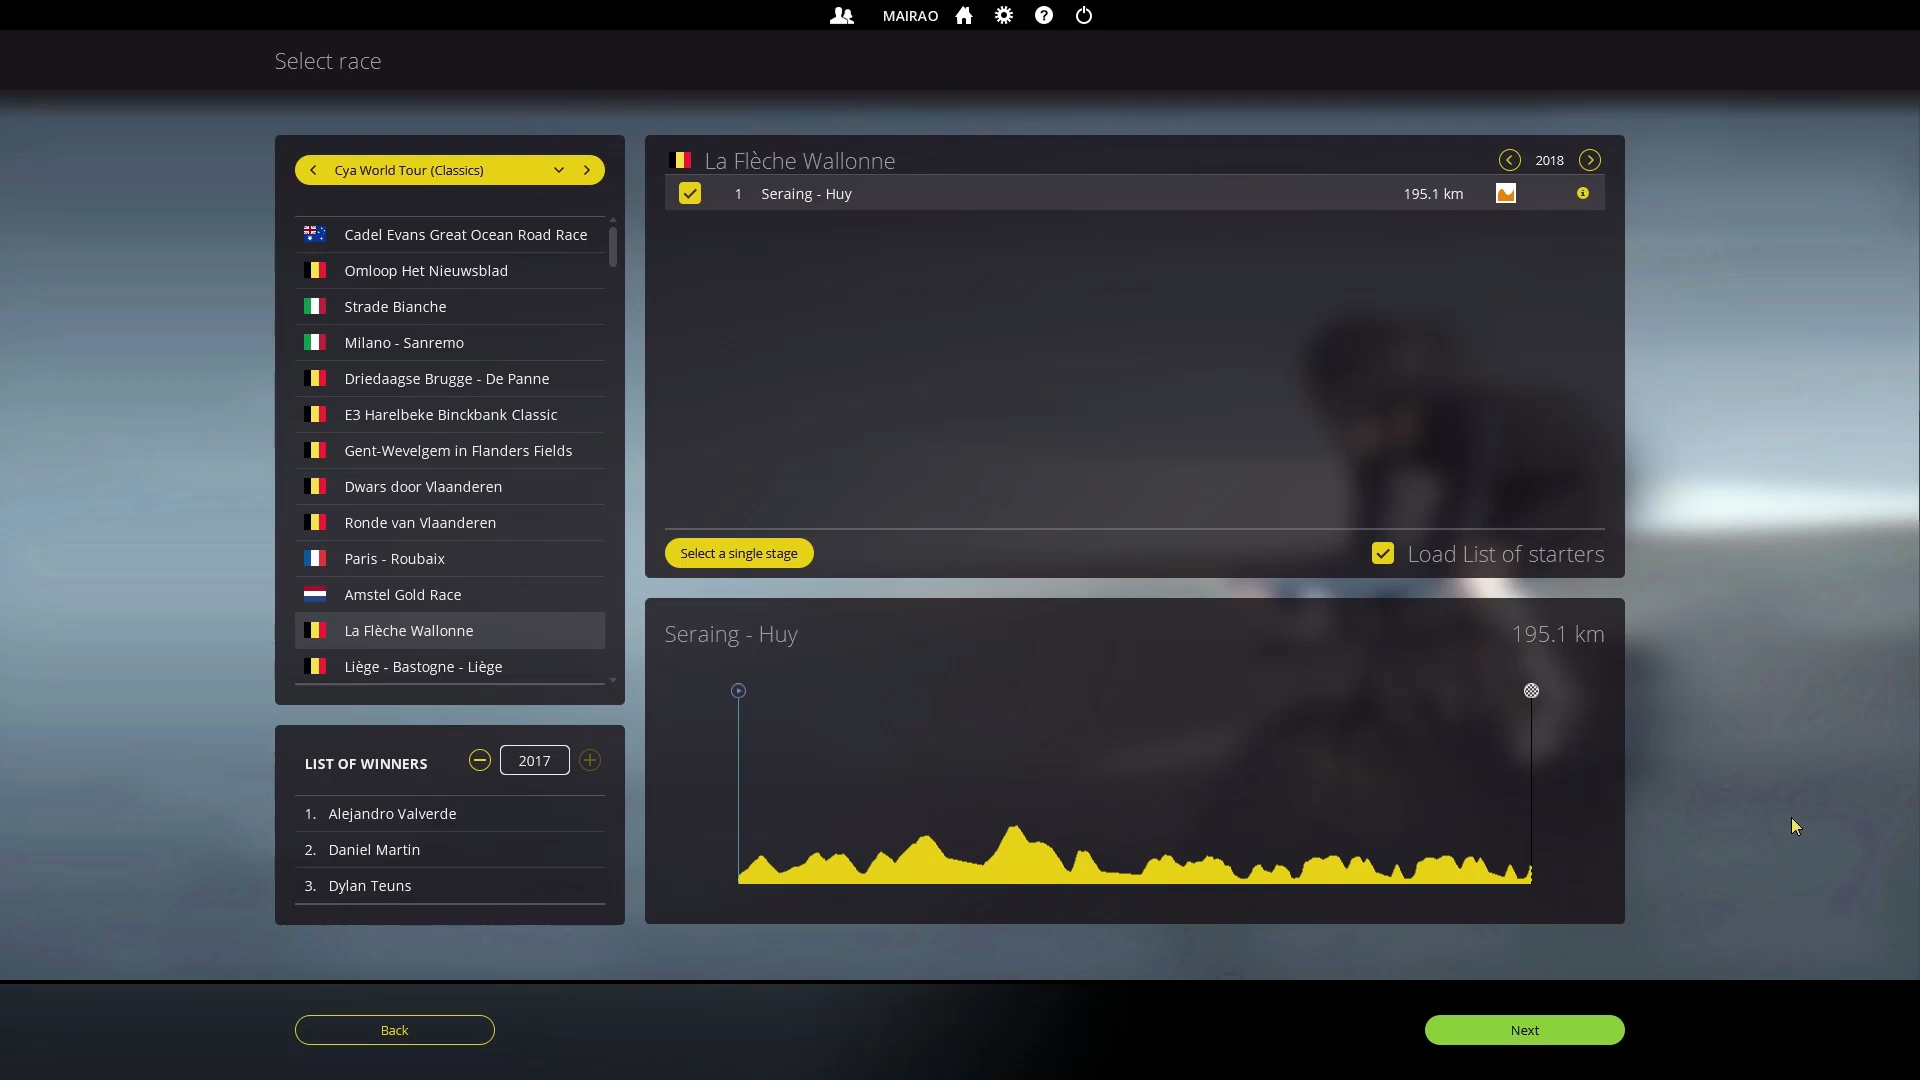 MAIRAO
Select race
Cya World Tour (Classics)
Cadel Evans Great Ocean Road Race
Omloop Het Nieuwsblad
Strade Bianche
Milano - Sanremo
Driedaagse Brugge - De Panne
E3 Harelbeke Binckbank Classic
Gent-Wevelgem in Flanders Fields
Dwars door Vlaanderen
Ronde van Vlaanderen
Paris - Roubaix
Amstel Gold Race
La Flèche Wallonne
Liège - Bastogne - Liège
LIST OF WINNERS 2017
1. Alejandro Valverde
2. Daniel Martin
3. Dylan Teuns
La Flèche Wallonne 2018
1 Seraing - Huy 195.1 km
Select a single stage Load List of starters
Seraing - Huy 195.1 km
Back Next